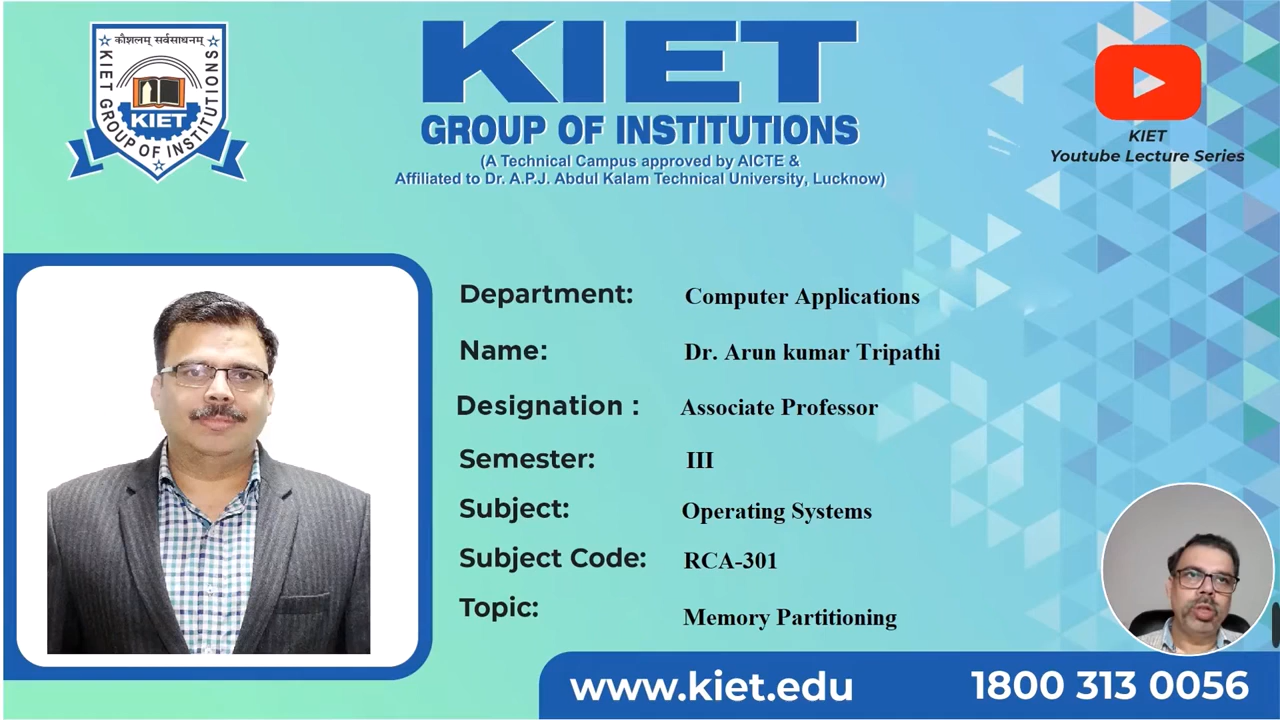 कौशलम् सर्वसाधनम्
KIET GROUP OF INSTITUTIONS
KIET
KIET
GROUP OF INSTITUTIONS
(A Technical Campus approved by AICTE &
Affiliated to Dr. A.P.J. Abdul Kalam Technical University, Lucknow)
KIET
Youtube Lecture Series
Department: Computer Applications
Name: Dr. Arun kumar Tripathi
Designation : Associate Professor
Semester: III
Subject: Operating Systems
Subject Code: RCA-301
Topic: Memory Partitioning
www.kiet.edu 1800 313 0056